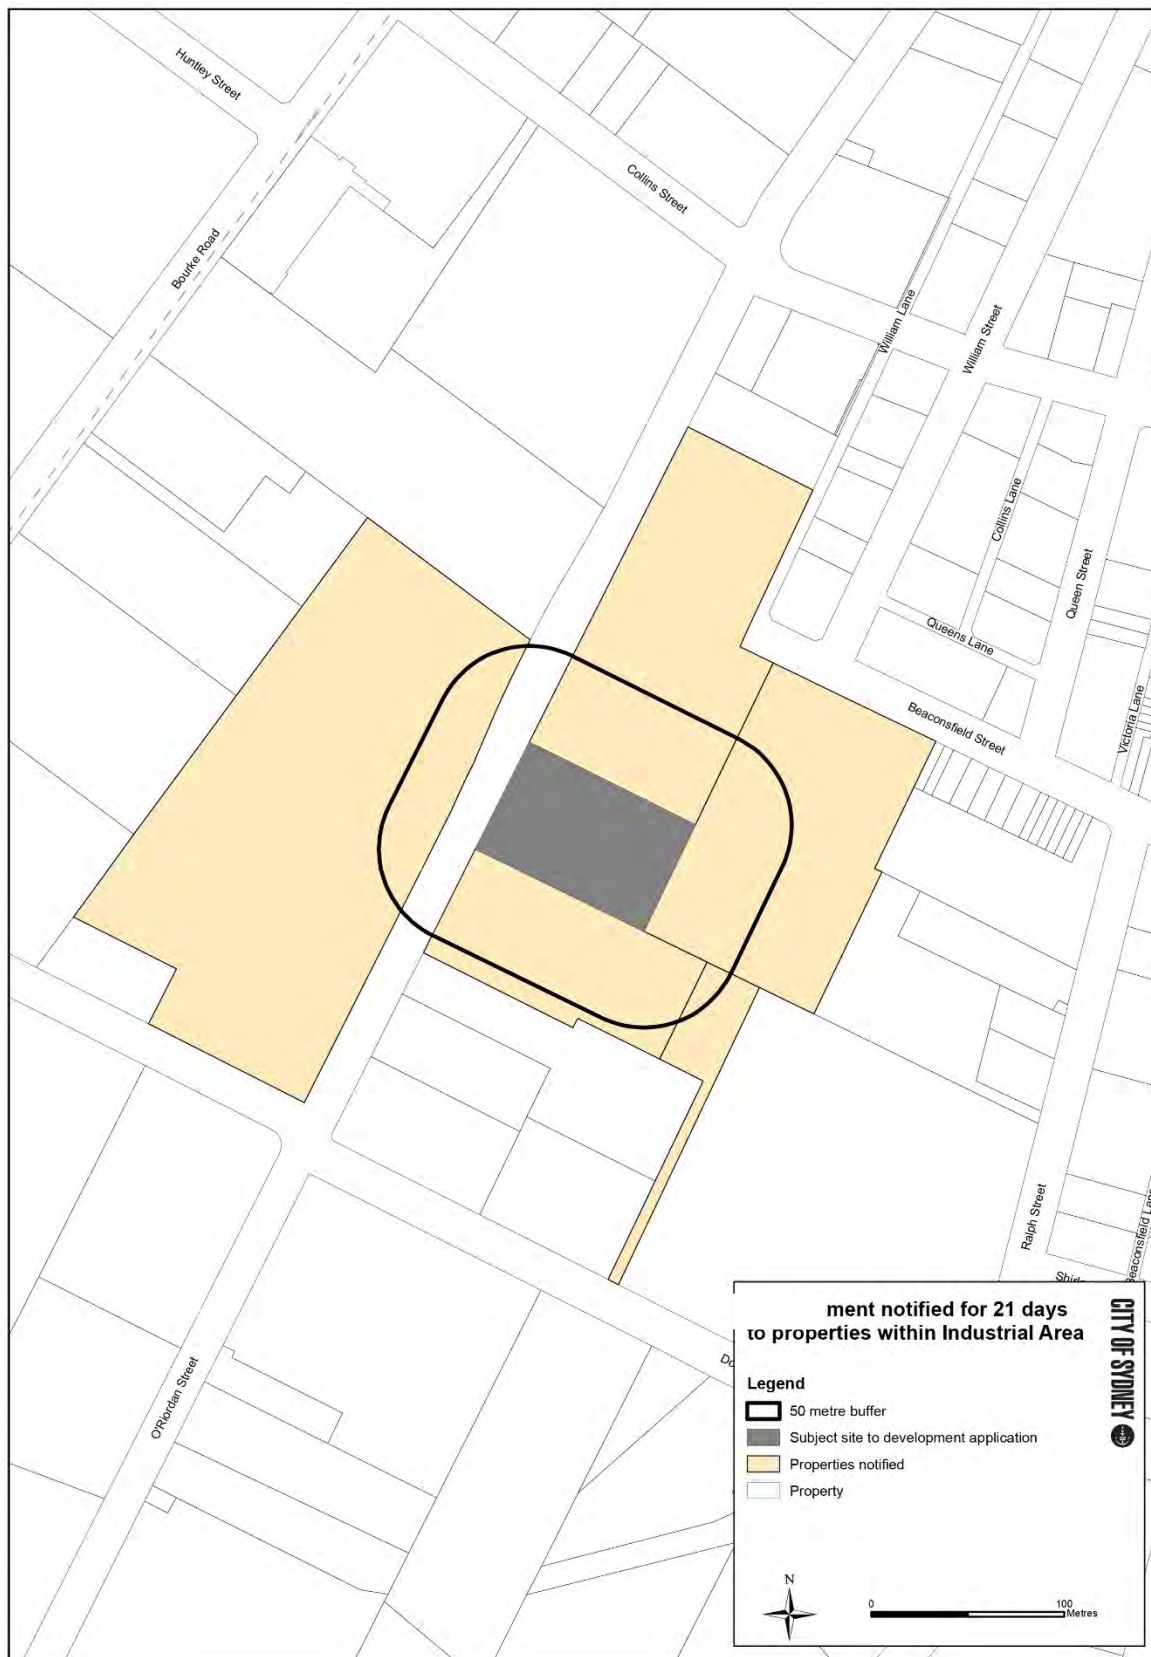 Huntley Street
Collins Street
Bourke Road
William Lane
William Street
Collins Lane
Queen Street
Queens Lane
Victoria Lane
Beaconsfield Street
Ralph Street
Beaconsfield Lane
O'Riordan Street
ment notified for 21 days
to properties within Industrial Area
CITY OF SYDNEY
Legend
50 metre buffer
Subject site to development application
Properties notified
Property
N
0 100
Metres